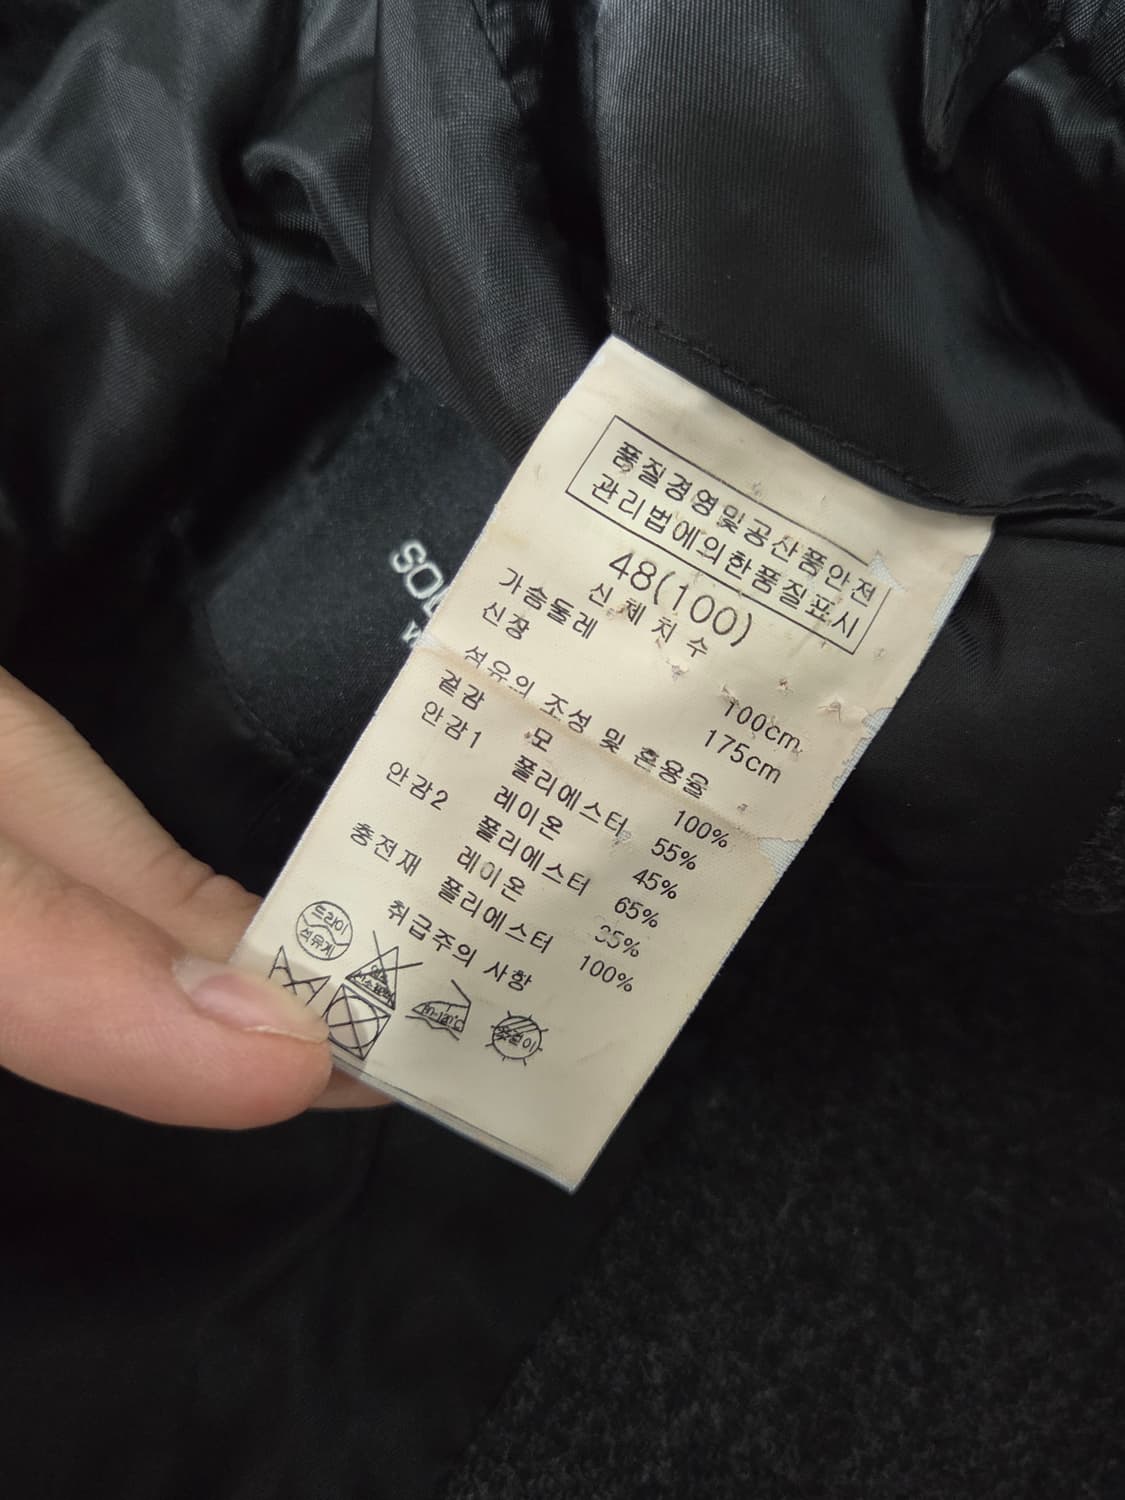 품질경영및공산품안전
관리법에의한품질표시
48(100)
신체치수
가슴둘레 100cm
신장 175cm
섬유의 조성 및 혼용율
겉감 모 100%
안감1 폴리에스터 55%
레이온 45%
안감2 폴리에스터 65%
레이온 35%
충전재 폴리에스터 100%
취급주의 사항
드라이
석유계
옷걸이